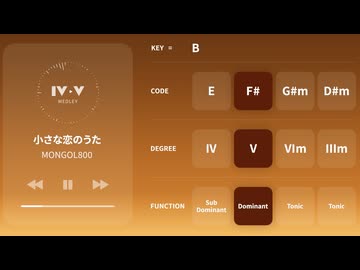 KEY = B
IV▸V
MEDLEY
小さな恋のうた
MONGOL800
CODE E F# G#m D#m
DEGREE IV V VIm IIIm
FUNCTION Sub Dominant Dominant Tonic Tonic